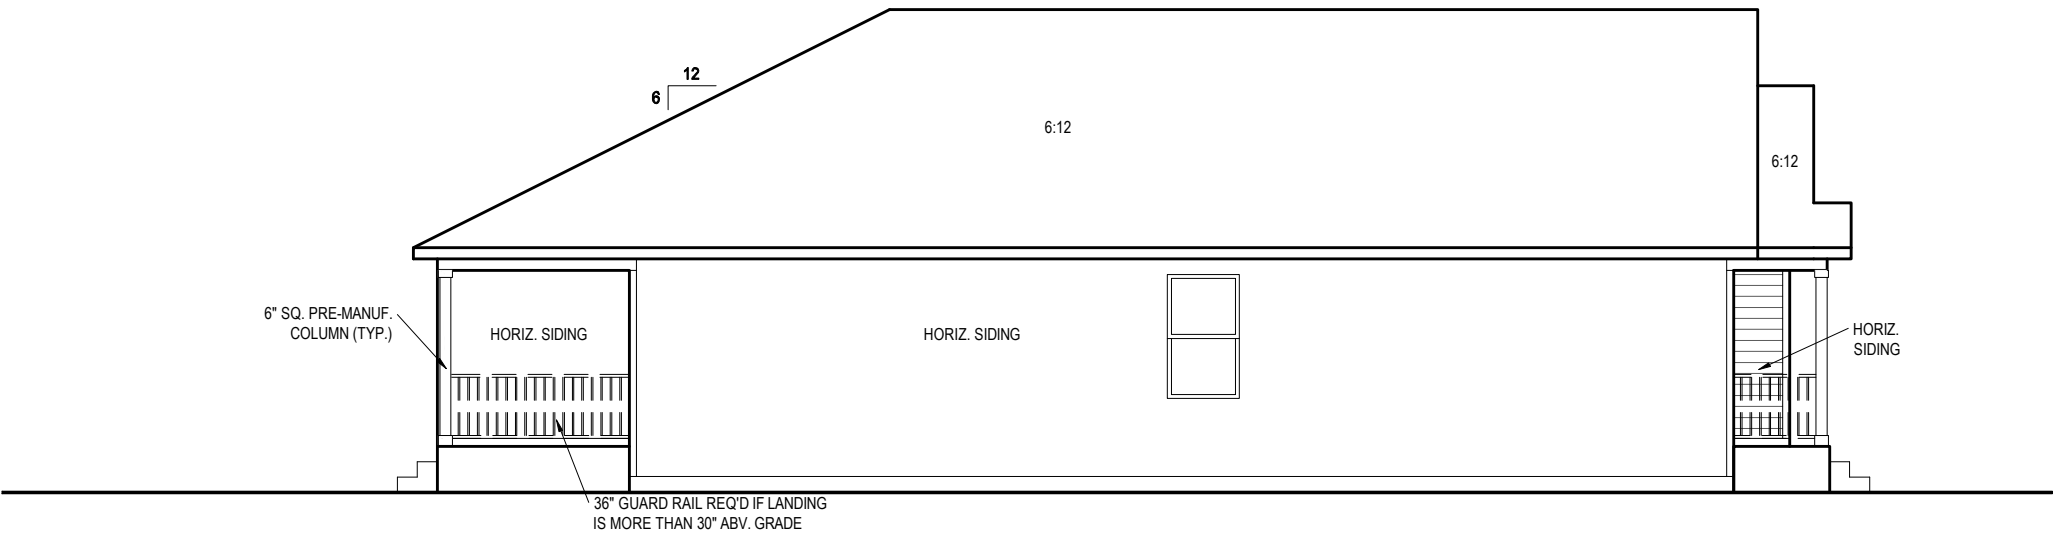 12
6
6:12
6:12
6" SQ. PRE-MANUF.
COLUMN (TYP.)
HORIZ. SIDING
HORIZ. SIDING
HORIZ.
SIDING
36" GUARD RAIL REQ'D IF LANDING
IS MORE THAN 30" ABV. GRADE